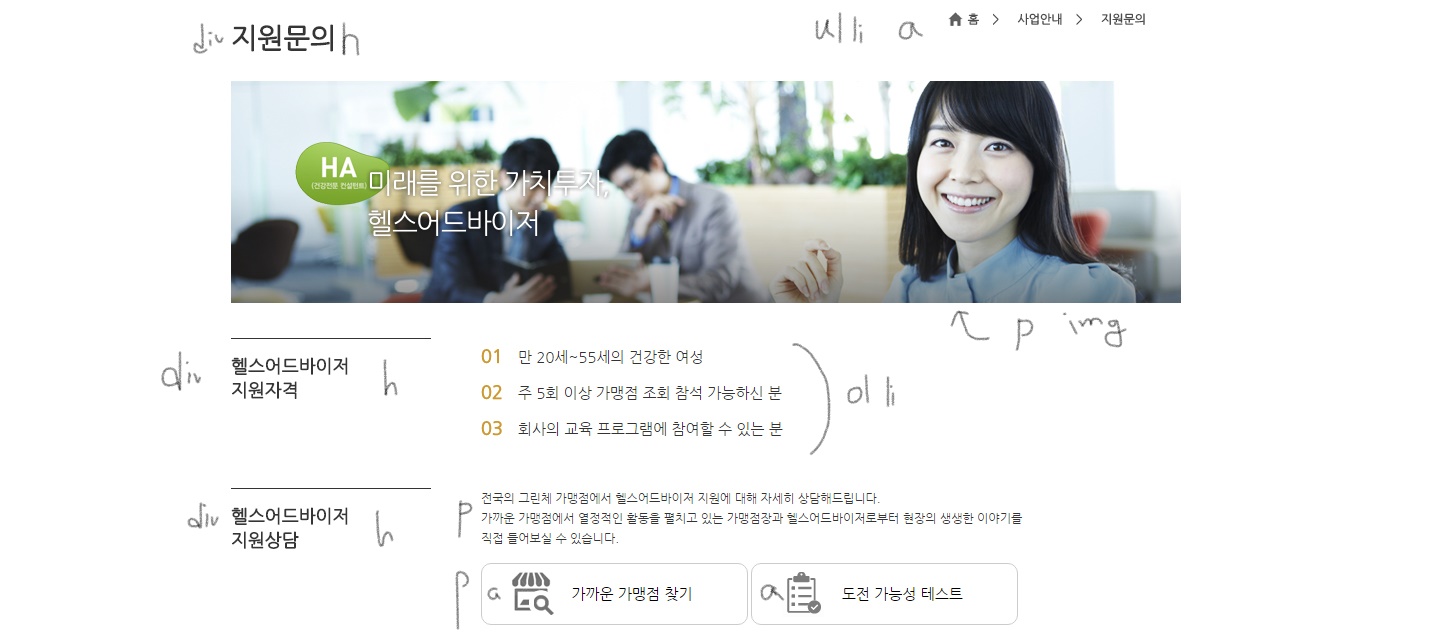 div 지원문의 h
ul li a
홈 > 사업안내 > 지원문의
HA
(건강전문 컨설턴트)
미래를 위한 가치투자,
헬스어드바이저
p img
div 헬스어드바이저 h
지원자격
01 만 20세~55세의 건강한 여성
02 주 5회 이상 가맹점 조회 참석 가능하신 분
03 회사의 교육 프로그램에 참여할 수 있는 분
ol li
div 헬스어드바이저 h
지원상담
p
전국의 그린체 가맹점에서 헬스어드바이저 지원에 대해 자세히 상담해드립니다.
가까운 가맹점에서 열정적인 활동을 펼치고 있는 가맹점장과 헬스어드바이저로부터 현장의 생생한 이야기를
직접 들어보실 수 있습니다.
p a 가까운 가맹점 찾기 a 도전 가능성 테스트